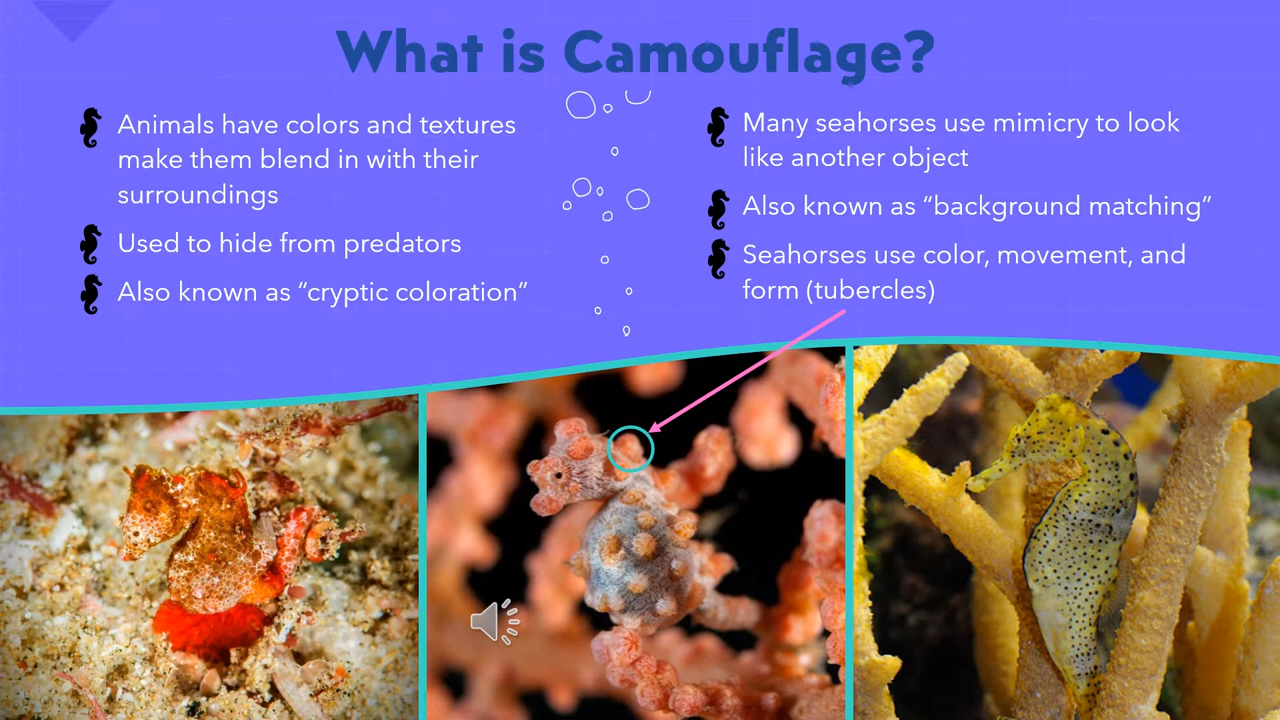 What is Camouflage?
Animals have colors and textures
make them blend in with their
surroundings
Used to hide from predators
Also known as “cryptic coloration”
Many seahorses use mimicry to look
like another object
Also known as “background matching”
Seahorses use color, movement, and
form (tubercles)